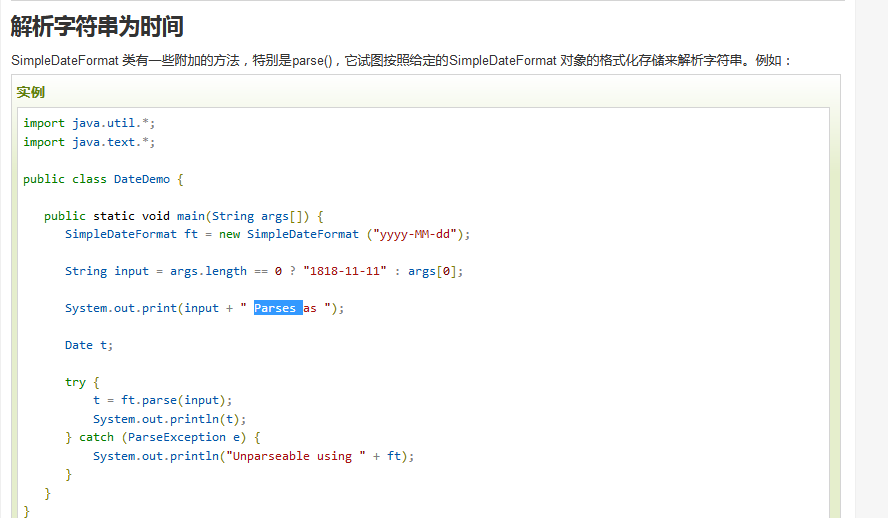 解析字符串为时间
SimpleDateFormat 类有一些附加的方法，特别是parse()，它试图按照给定的SimpleDateFormat 对象的格式化存储来解析字符串。例如：
实例
import java.util.*;
import java.text.*;
public class DateDemo {
public static void main(String args[]) {
SimpleDateFormat ft = new SimpleDateFormat ("yyyy-MM-dd");
String input = args.length == 0 ? "1818-11-11" : args[0];
System.out.print(input + " Parses as ");
Date t;
try {
t = ft.parse(input);
System.out.println(t);
} catch (ParseException e) {
System.out.println("Unparseable using " + ft);
}
}
}